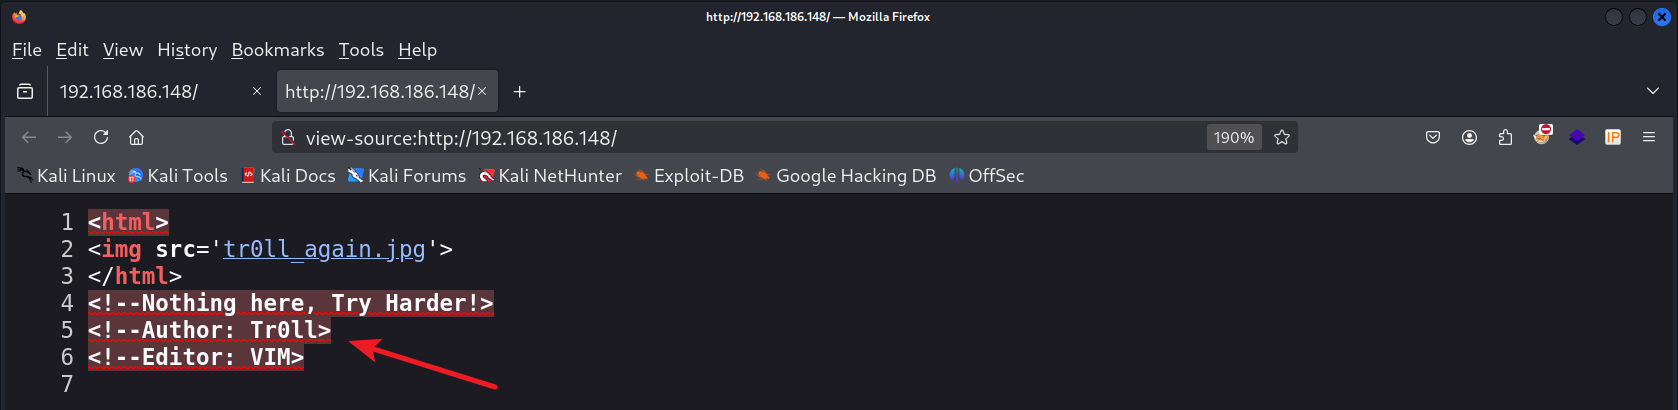 http://192.168.186.148/ — Mozilla Firefox
File Edit View History Bookmarks Tools Help
192.168.186.148/ × http://192.168.186.148/ × +
view-source:http://192.168.186.148/ 190% IP
Kali Linux Kali Tools Kali Docs Kali Forums Kali NetHunter Exploit-DB Google Hacking DB OffSec
1 <html>
2 <img src='tr0ll_again.jpg'>
3 </html>
4 <!--Nothing here, Try Harder!>
5 <!--Author: Tr0ll>
6 <!--Editor: VIM>
7